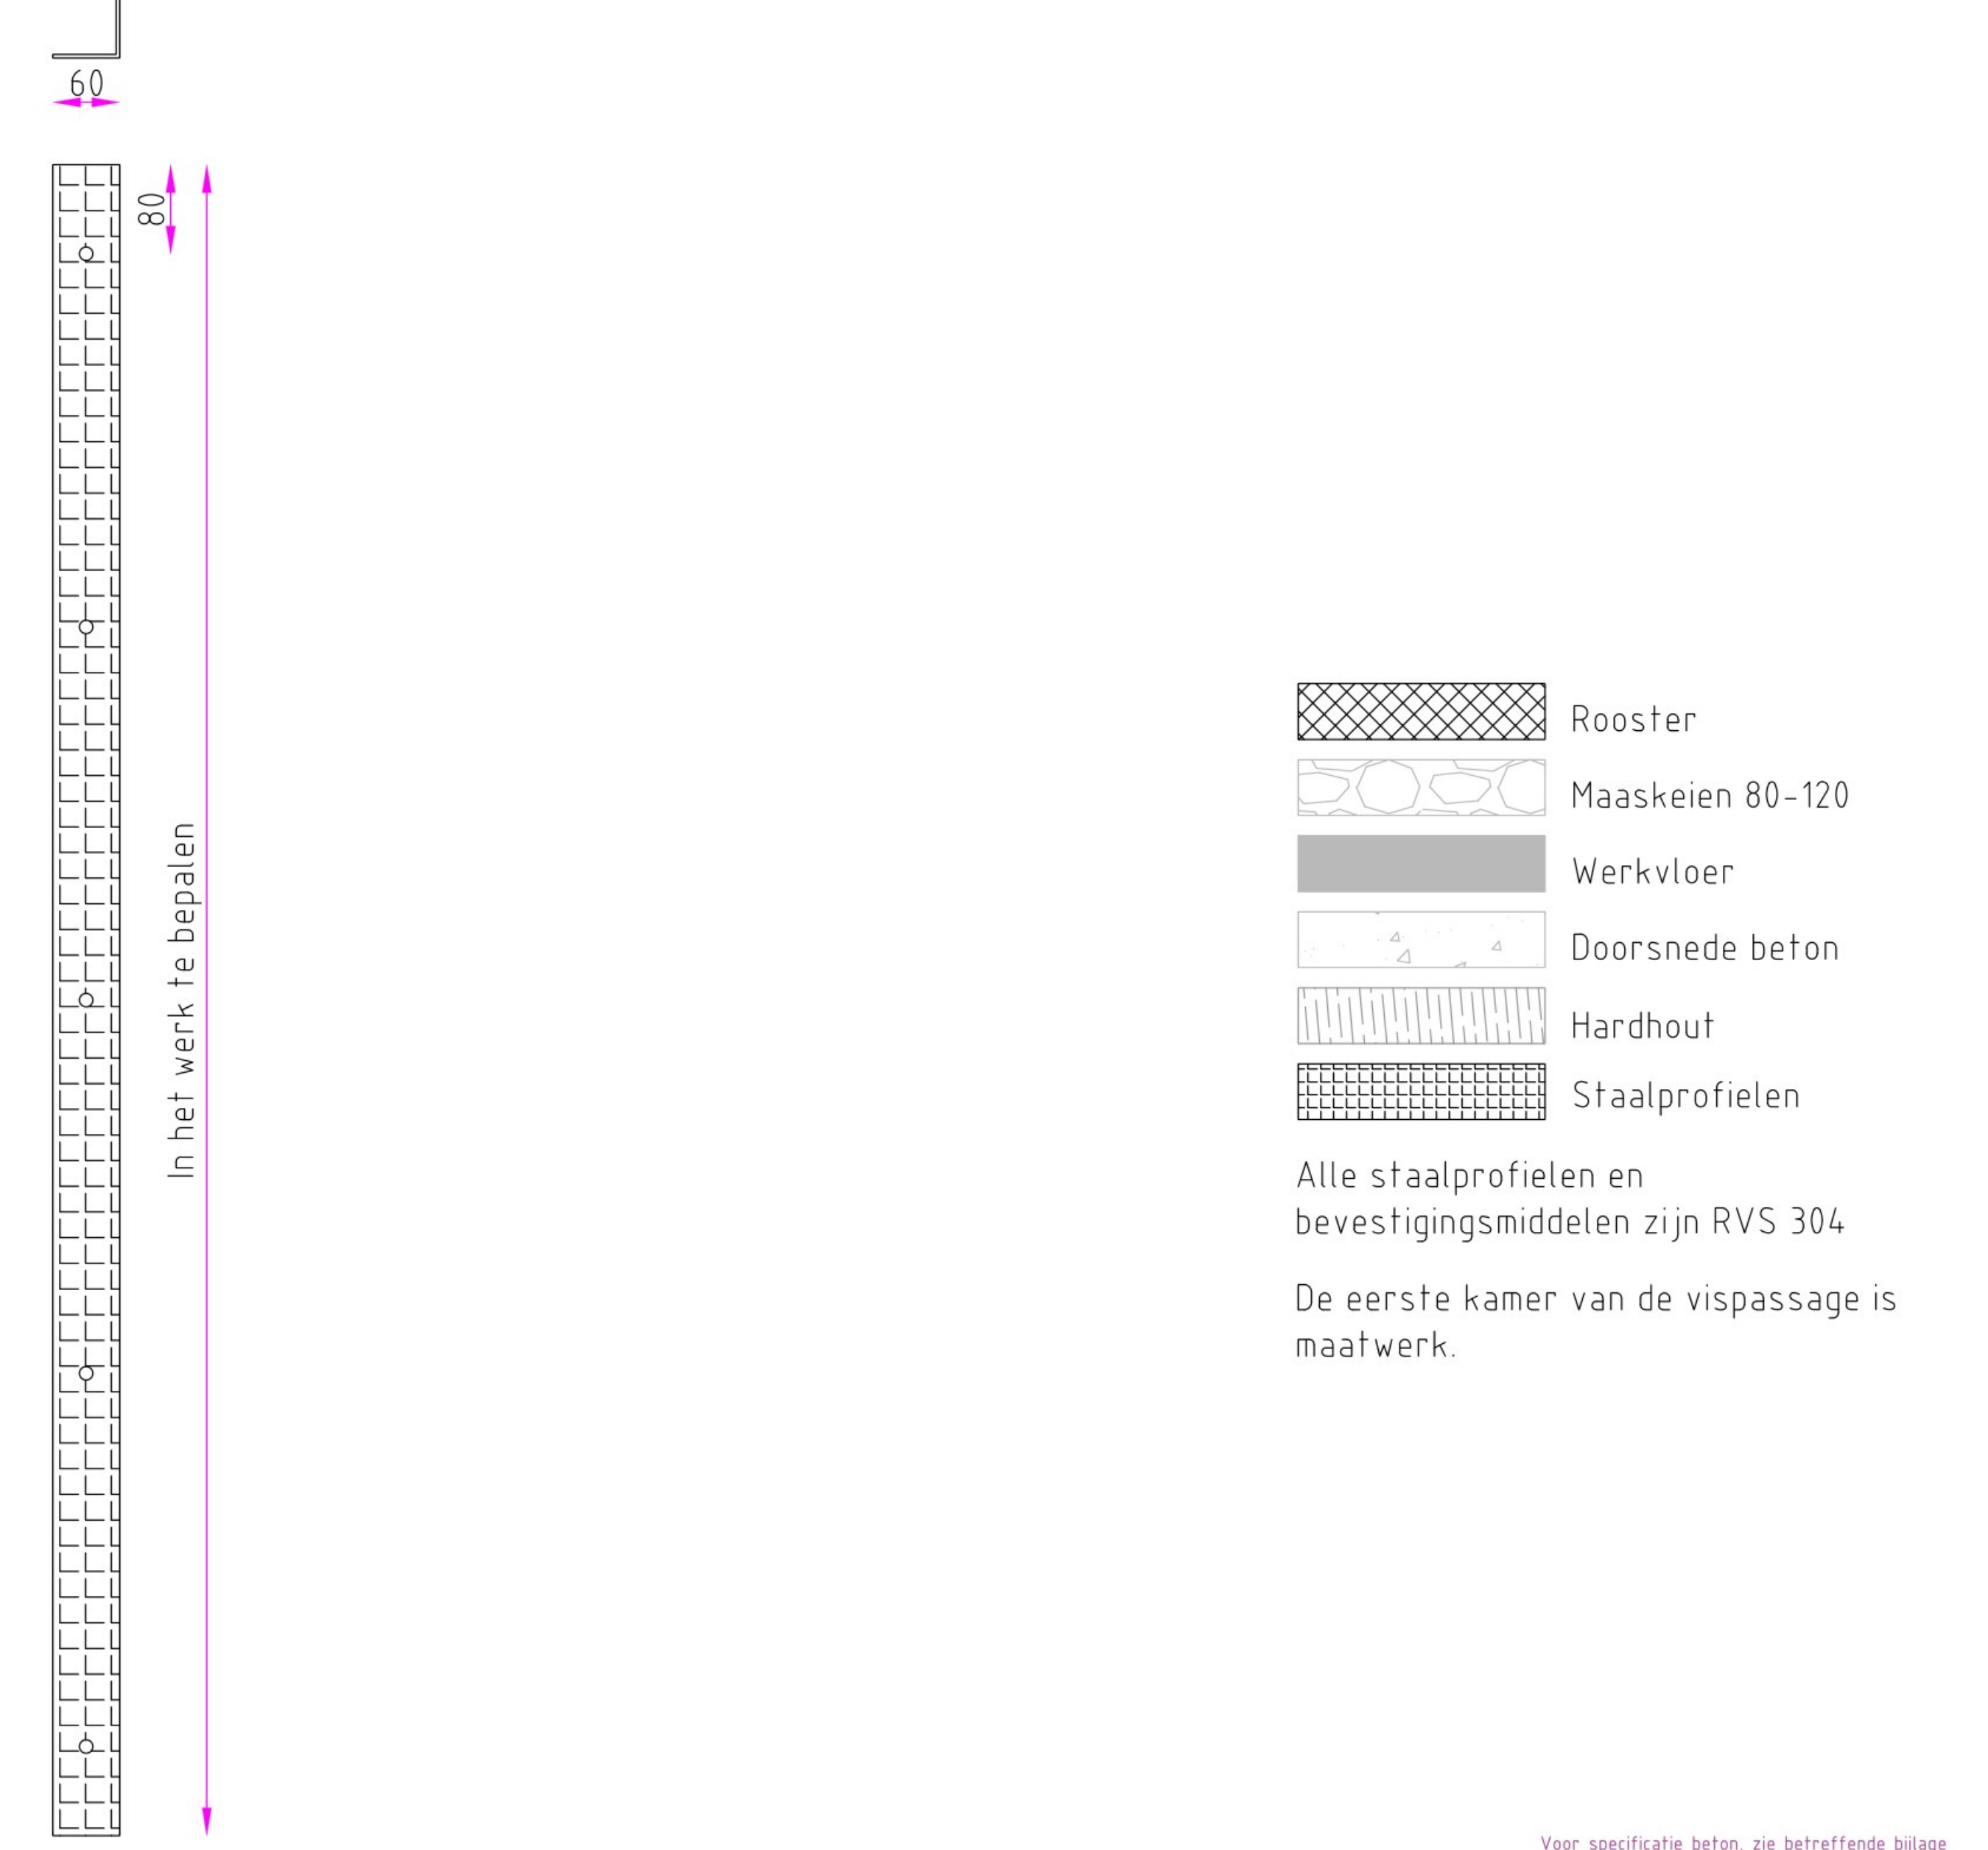 60
80
In het werk te bepalen
Rooster
Maaskeien 80-120
Werkvloer
Doorsnede beton
Hardhout
Staalprofielen
Alle staalprofielen en
bevestigingsmiddelen zijn RVS 304
De eerste kamer van de vispassage is
maatwerk.
Voor specificatie beton, zie betreffende bijlage